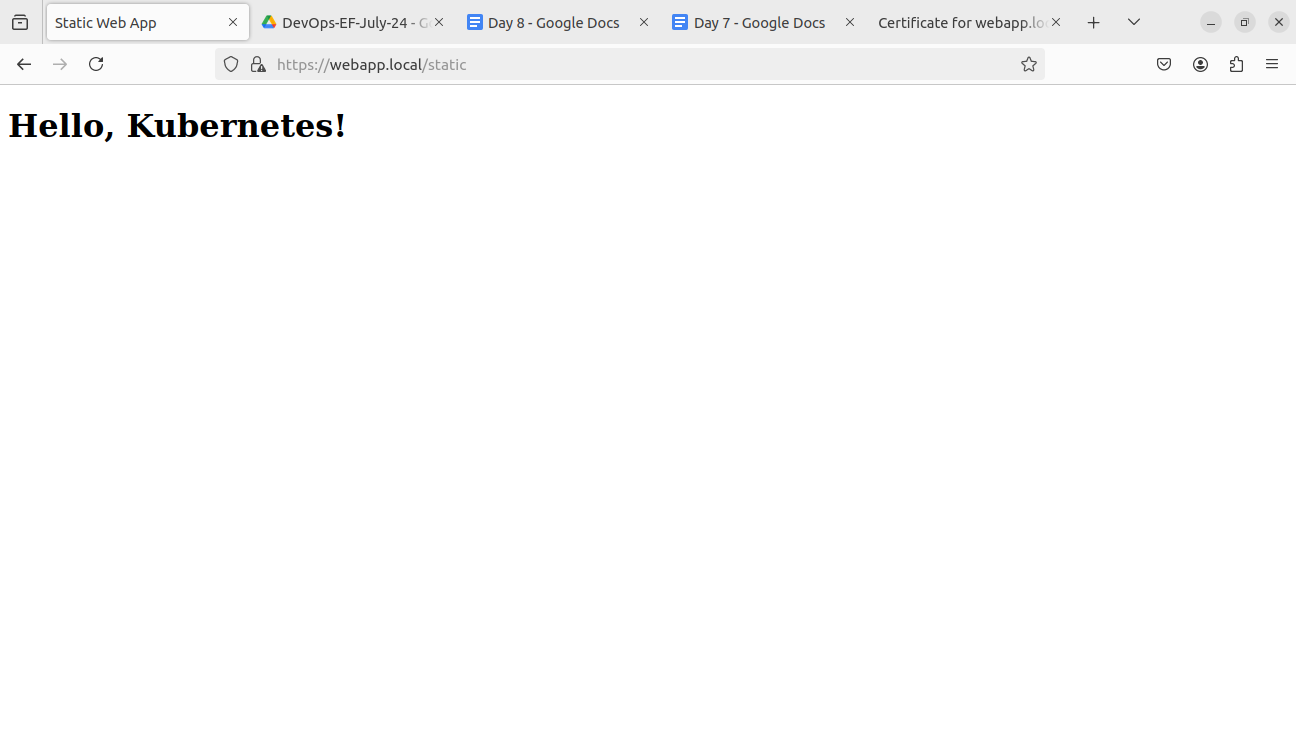 Static Web App
DevOps-EF-July-24 - G
Day 8 - Google Docs
Day 7 - Google Docs
Certificate for webapp.lo
https://webapp.local/static
Hello, Kubernetes!